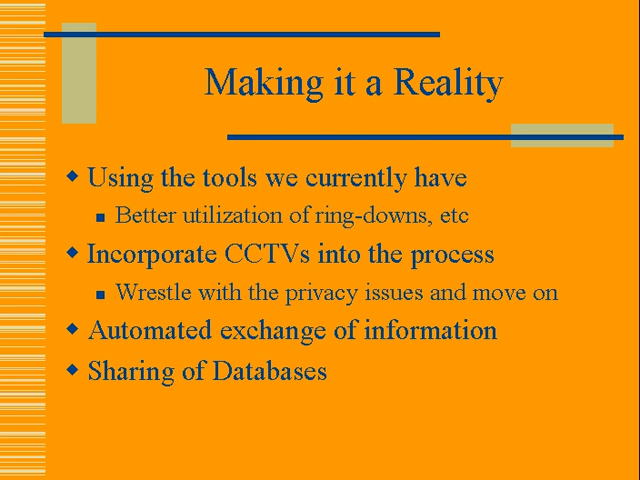 Making it a Reality
Using the tools we currently have
Better utilization of ring-downs, etc
Incorporate CCTVs into the process
Wrestle with the privacy issues and move on
Automated exchange of information
Sharing of Databases